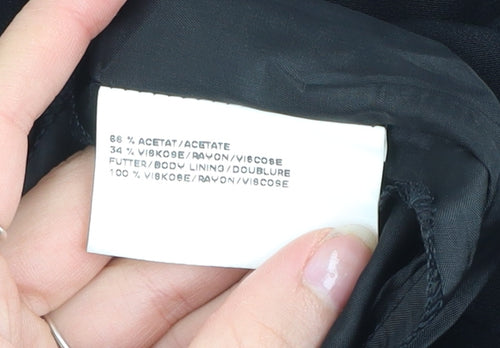 66 % ACETAT/ACETATE
34 % VISKOSE/RAYON/VISCOSE
FUTTER/BODY LINING/DOUBLURE
100 % VISKOSE/RAYON/VISCOSE